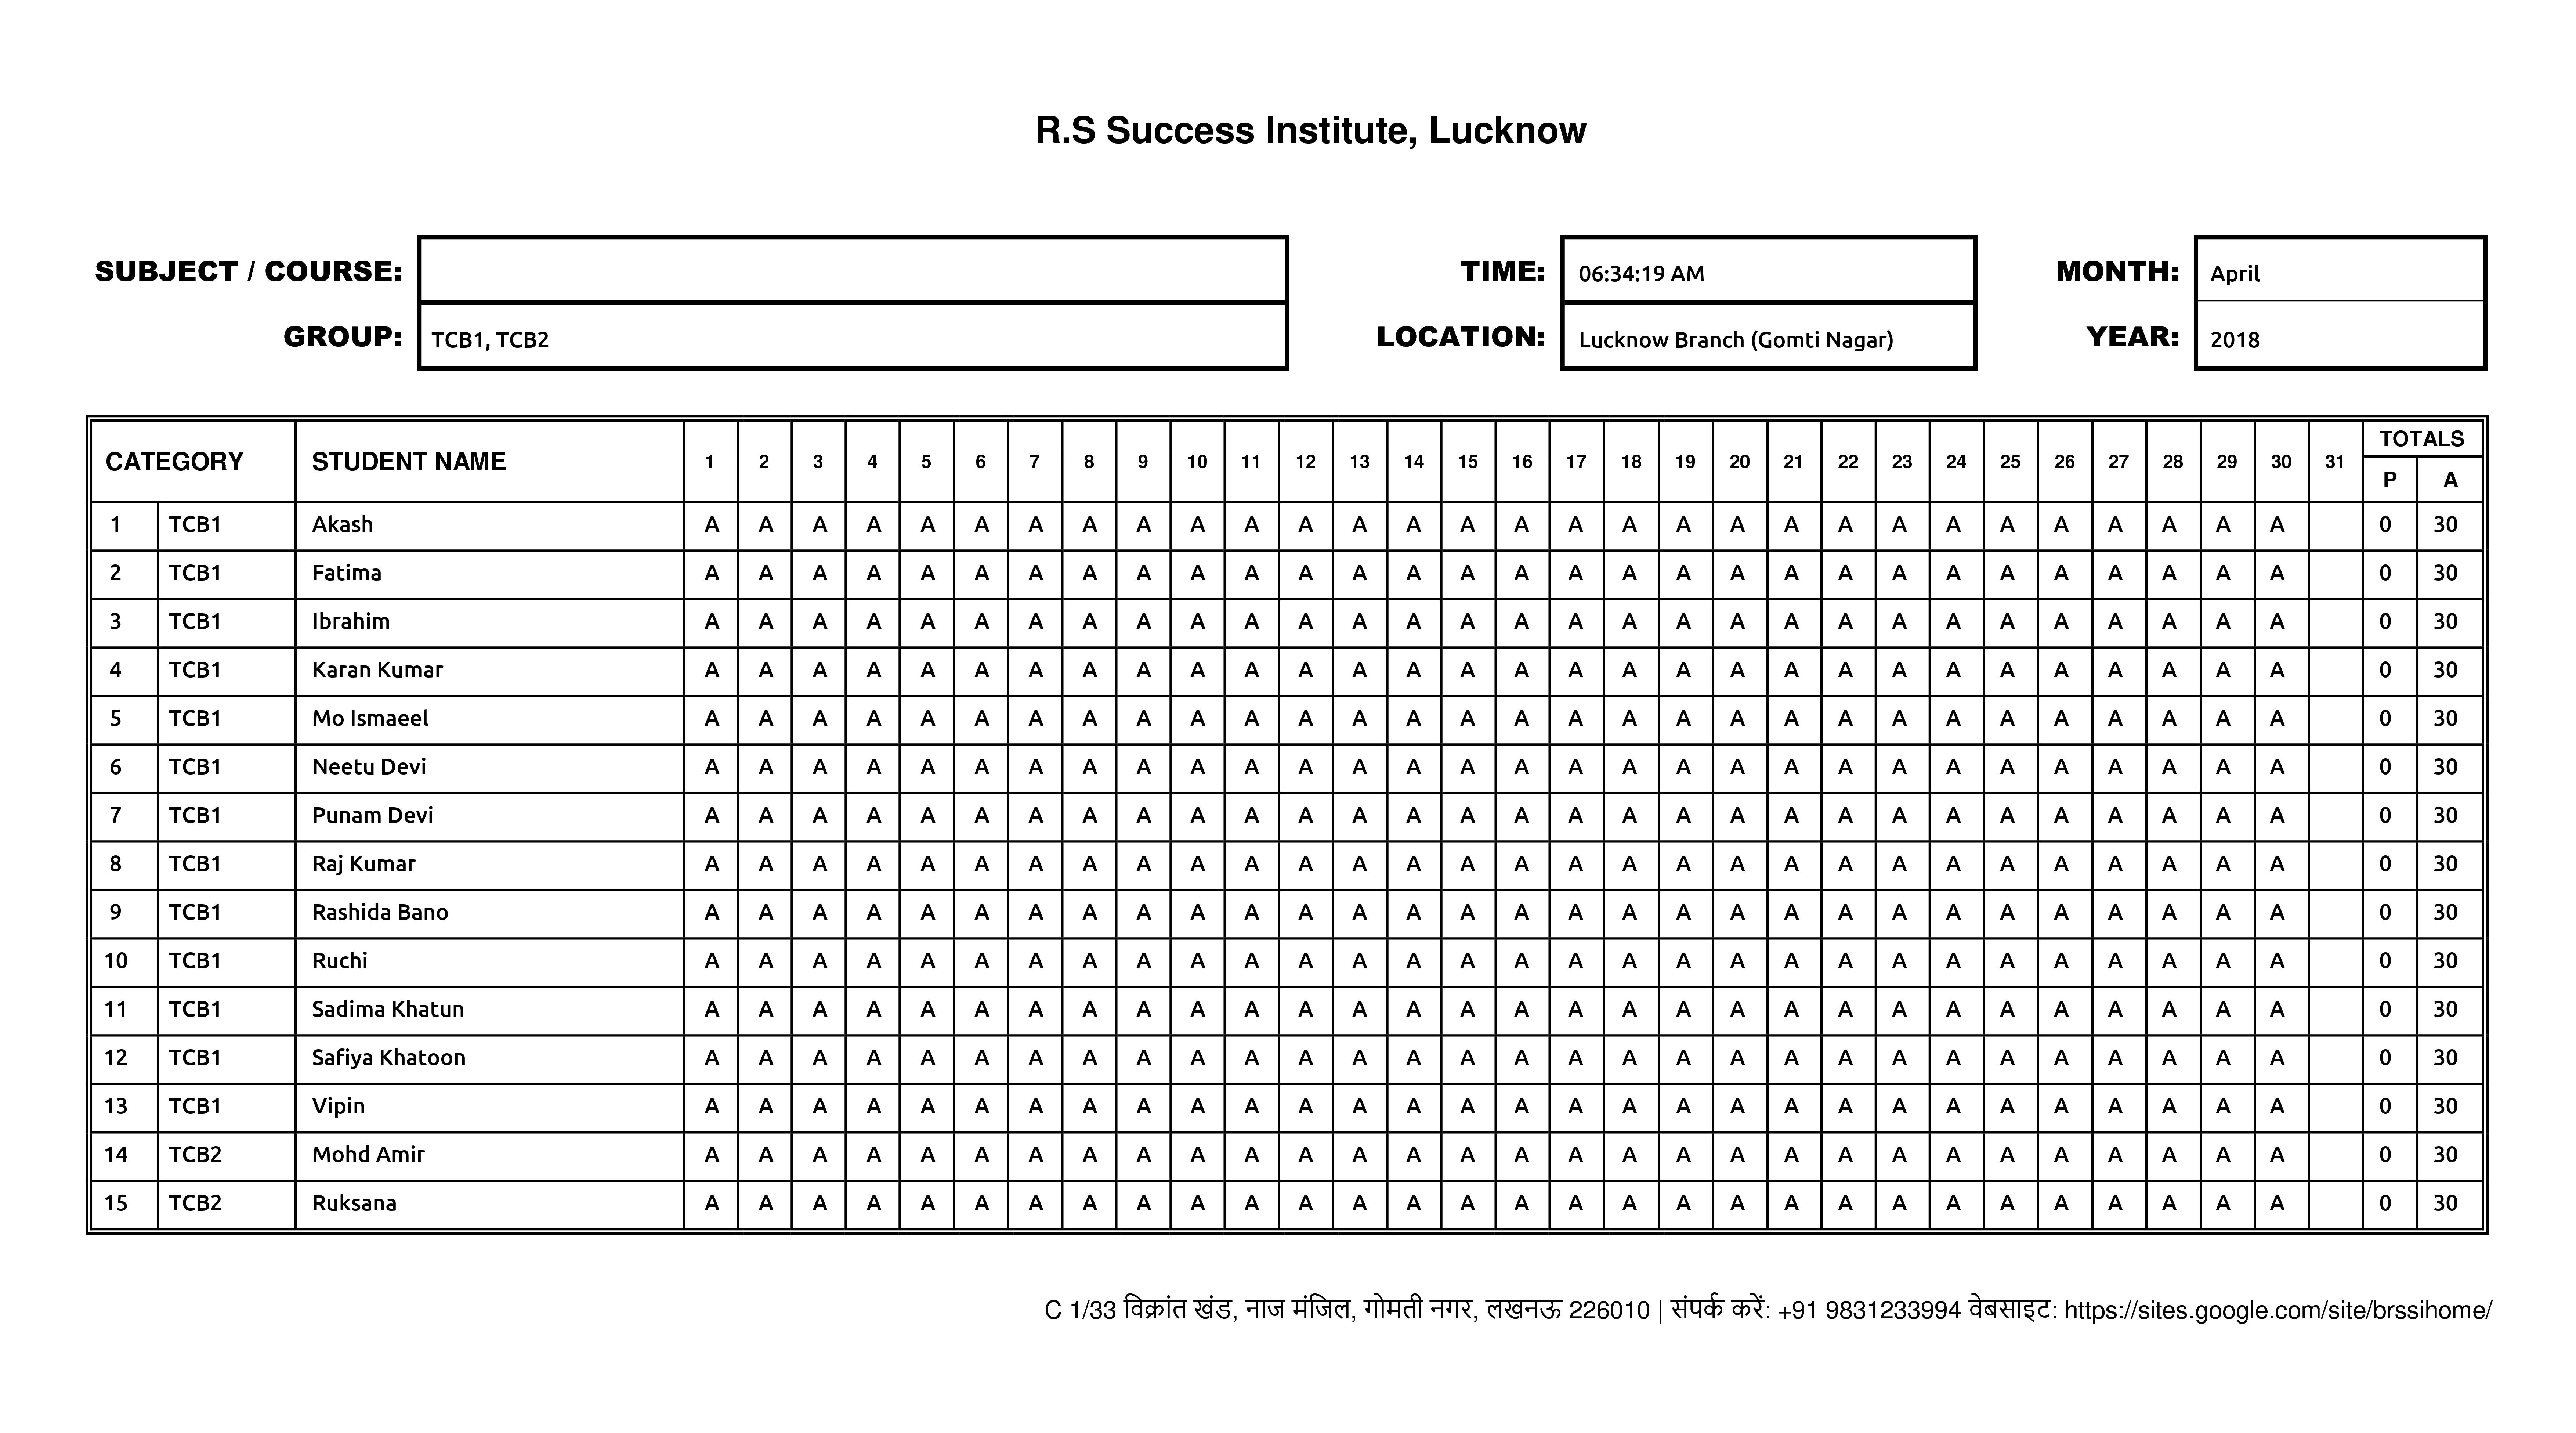 R.S Success Institute, Lucknow
SUBJECT / COURSE: TIME: 06:34:19 AM MONTH: April
GROUP: TCB1, TCB2 LOCATION: Lucknow Branch (Gomti Nagar) YEAR: 2018
CATEGORY STUDENT NAME 1 2 3 4 5 6 7 8 9 10 11 12 13 14 15 16 17 18 19 20 21 22 23 24 25 26 27 28 29 30 31 TOTALS
P A
1 TCB1 Akash A A A A A A A A A A A A A A A A A A A A A A A A A A A A A A 0 30
2 TCB1 Fatima A A A A A A A A A A A A A A A A A A A A A A A A A A A A A A 0 30
3 TCB1 Ibrahim A A A A A A A A A A A A A A A A A A A A A A A A A A A A A A 0 30
4 TCB1 Karan Kumar A A A A A A A A A A A A A A A A A A A A A A A A A A A A A A 0 30
5 TCB1 Mo Ismaeel A A A A A A A A A A A A A A A A A A A A A A A A A A A A A A 0 30
6 TCB1 Neetu Devi A A A A A A A A A A A A A A A A A A A A A A A A A A A A A A 0 30
7 TCB1 Punam Devi A A A A A A A A A A A A A A A A A A A A A A A A A A A A A A 0 30
8 TCB1 Raj Kumar A A A A A A A A A A A A A A A A A A A A A A A A A A A A A A 0 30
9 TCB1 Rashida Bano A A A A A A A A A A A A A A A A A A A A A A A A A A A A A A 0 30
10 TCB1 Ruchi A A A A A A A A A A A A A A A A A A A A A A A A A A A A A A 0 30
11 TCB1 Sadima Khatun A A A A A A A A A A A A A A A A A A A A A A A A A A A A A A 0 30
12 TCB1 Safiya Khatoon A A A A A A A A A A A A A A A A A A A A A A A A A A A A A A 0 30
13 TCB1 Vipin A A A A A A A A A A A A A A A A A A A A A A A A A A A A A A 0 30
14 TCB2 Mohd Amir A A A A A A A A A A A A A A A A A A A A A A A A A A A A A A 0 30
15 TCB2 Ruksana A A A A A A A A A A A A A A A A A A A A A A A A A A A A A A 0 30
C 1/33 विक्रांत खंड, नाज मंजिल, गोमती नगर, लखनऊ 226010 | संपर्क करें: +91 9831233994 वेबसाइट: https://sites.google.com/site/brssihome/